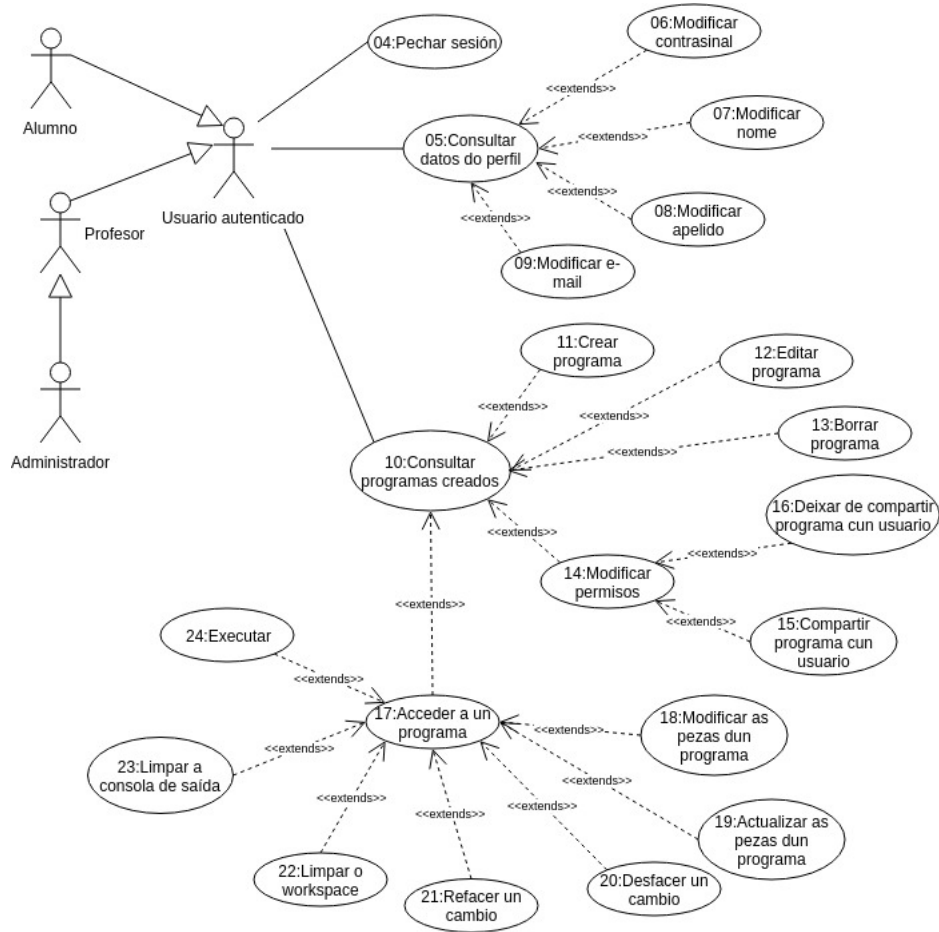 04:Pechar sesión
06:Modificar
contrasinal
Alumno
<<extends>>
07:Modificar
nome
<<extends>>
05:Consultar
datos do perfil
Usuario autenticado
Profesor
<<extends>>
08:Modificar
apelido
<<extends>>
09:Modificar e-
mail
11:Crear
programa
12:Editar
programa
<<extends>>
<<extends>>
13:Borrar
programa
<<extends>>
Administrador
10:Consultar
programas creados
16:Deixar de compartir
programa cun usuario
<<extends>>
<<extends>>
14:Modificar
permisos
<<extends>>
15:Compartir
programa cun
usuario
<<extends>>
24:Executar
<<extends>>
17:Acceder a un
programa
18:Modificar as
pezas dun
programa
<<extends>>
23:Limpar a
consola de saída
<<extends>>
<<extends>>
19:Actualizar as
pezas dun
programa
<<extends>>
<<extends>>
<<extends>>
22:Limpar o
workspace
21:Refacer un
cambio
20:Desfacer un
cambio